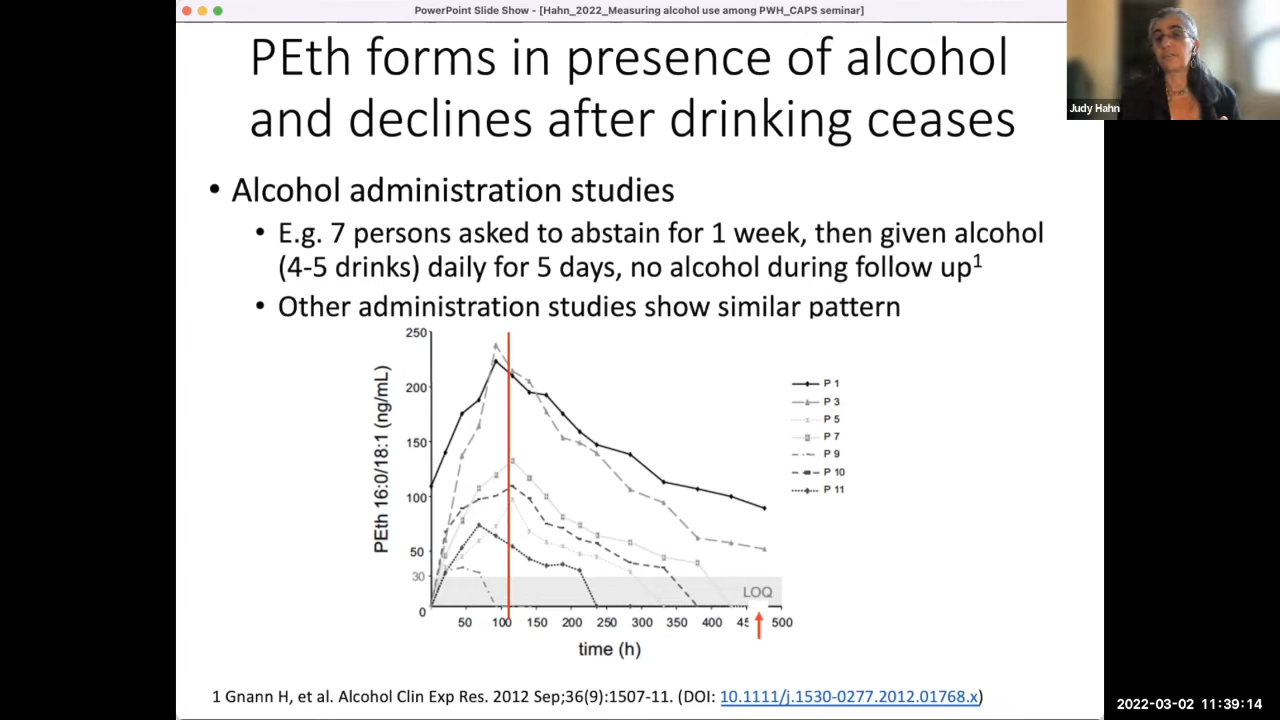 PowerPoint Slide Show - [Hahn_2022_Measuring alcohol use among PWH_CAPS seminar]
PEth forms in presence of alcohol
and declines after drinking ceases
Judy Hahn
• Alcohol administration studies
• E.g. 7 persons asked to abstain for 1 week, then given alcohol
(4-5 drinks) daily for 5 days, no alcohol during follow up1
• Other administration studies show similar pattern
PEth 16:0/18:1 (ng/mL)
250
200
150
100
50
30
0
LOQ
50 100 150 200 250 300 350 400 45 500
time (h)
P 1
P 3
P 5
P 7
P 9
P 10
P 11
1 Gnann H, et al. Alcohol Clin Exp Res. 2012 Sep;36(9):1507-11. (DOI: 10.1111/j.1530-0277.2012.01768.x)
2022-03-02 11:39:14